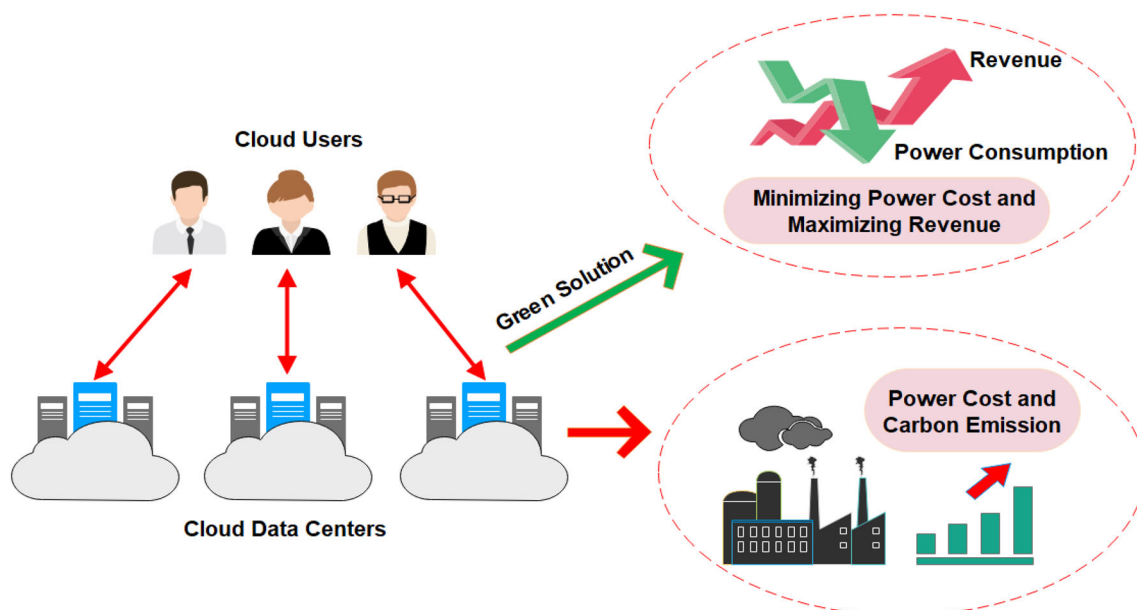 Revenue
Cloud Users
Power Consumption
Minimizing Power Cost and
Maximizing Revenue
Green Solution
Power Cost and
Carbon Emission
Cloud Data Centers